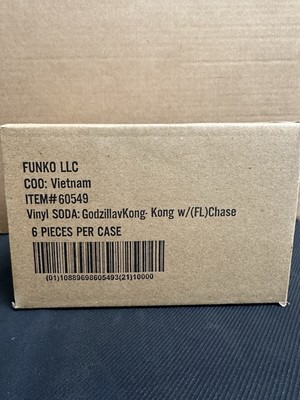 FUNKO LLC
COO: Vietnam
ITEM# 60549
Vinyl SODA: GodzillavKong- Kong w/(FL)Chase
6 PIECES PER CASE
(01)10889698605493(21)10000